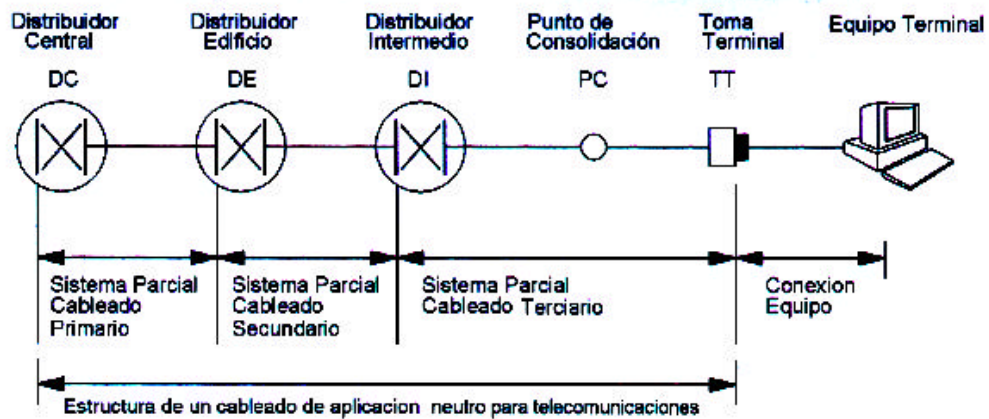 Distribuidor
Central
Distribuidor
Edificio
Distribuidor
Intermedio
Punto de
Consolidación
Toma
Terminal
Equipo Terminal
DC
DE
DI
PC
TT
Sistema Parcial
Cableado
Primario
Sistema Parcial
Cableado
Secundario
Sistema Parcial
Cableado Terciario
Conexion
Equipo
Estructura de un cableado de aplicacion neutro para telecomunicaciones